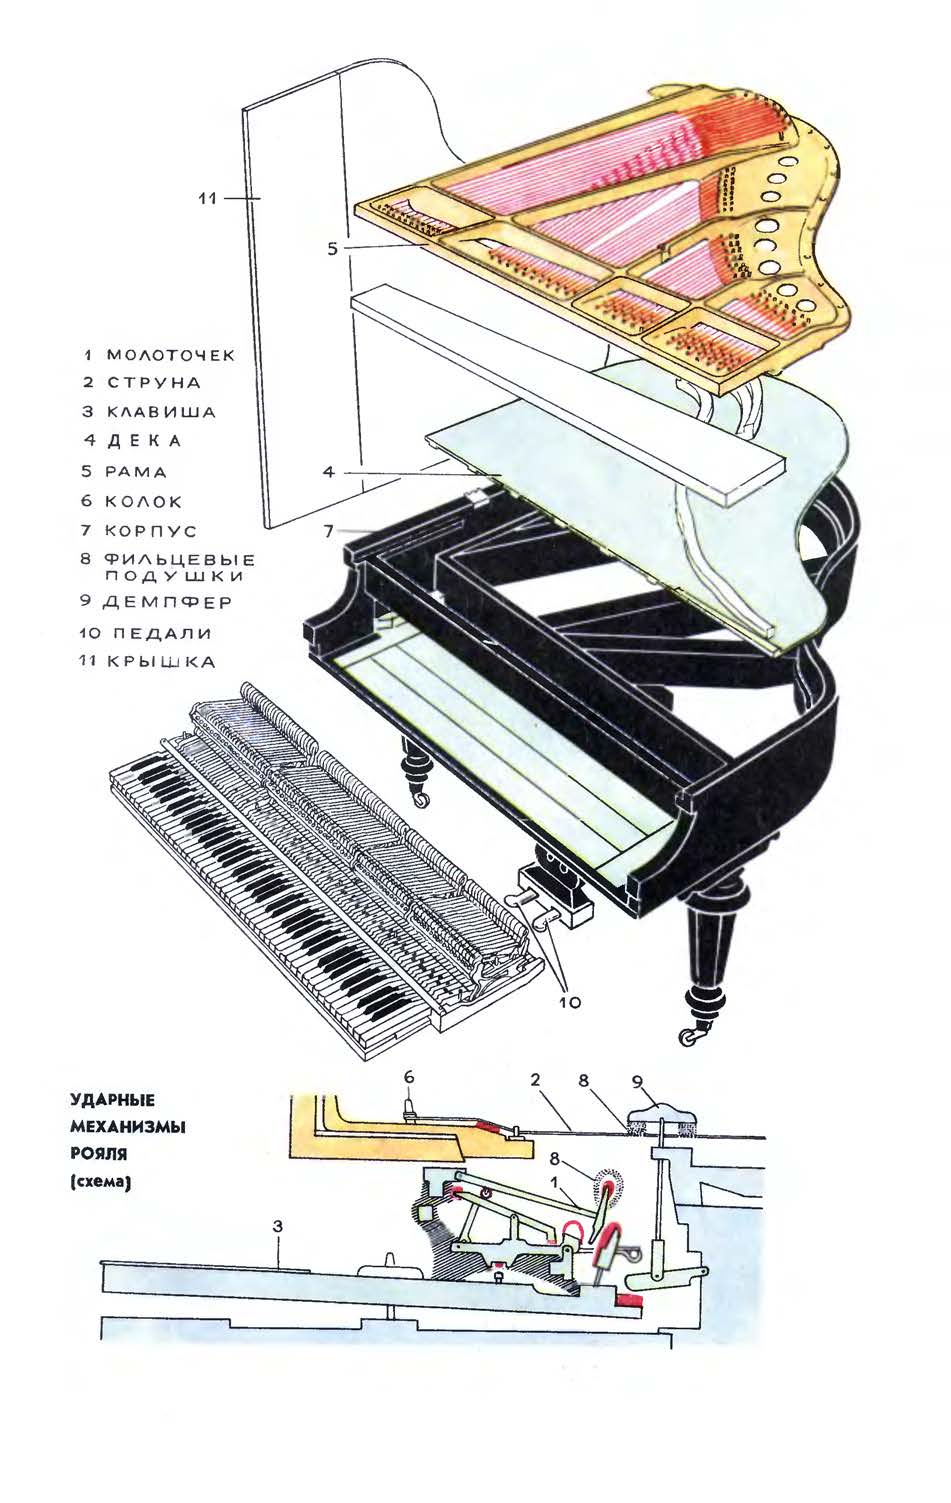 11
5
1 МОЛОТОЧЕК
2 СТРУНА
3 КЛАВИША
4 ДЕКА
5 РАМА
6 КОЛОК
7 КОРПУС
8 ФИЛЬЦЕВЫЕ
ПОДУШКИ
9 ДЕМПФЕР
10 ПЕДАЛИ
11 КРЫШКА
4
7
10
УДАРНЫЕ
МЕХАНИЗМЫ
РОЯЛЯ
(схема)
6
2
8
9
8
1
3